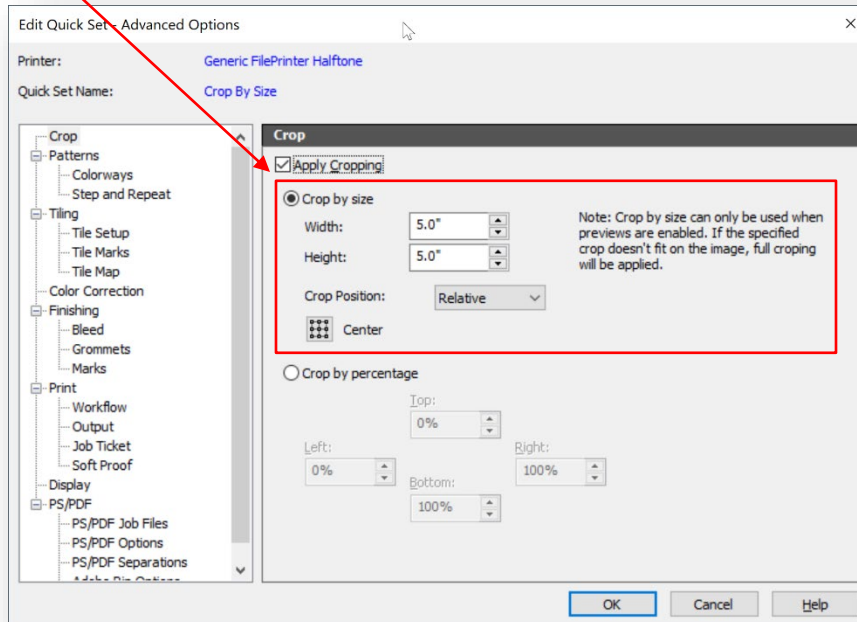 Edit Quick Set - Advanced Options
Printer: Generic FilePrinter Halftone
Quick Set Name: Crop By Size
Crop
Patterns
Colorways
Step and Repeat
Tiling
Tile Setup
Tile Marks
Tile Map
Color Correction
Finishing
Bleed
Grommets
Marks
Print
Workflow
Output
Job Ticket
Soft Proof
Display
PS/PDF
PS/PDF Job Files
PS/PDF Options
PS/PDF Separations
Adobe Rip Options
Crop
Apply Cropping
Crop by size
Width: 5.0"
Height: 5.0"
Crop Position: Relative
Center
Note: Crop by size can only be used when
previews are enabled. If the specified
crop doesn't fit on the image, full croping
will be applied.
Crop by percentage
Top:
0%
Left:
0%
Right:
100%
Bottom:
100%
OK Cancel Help